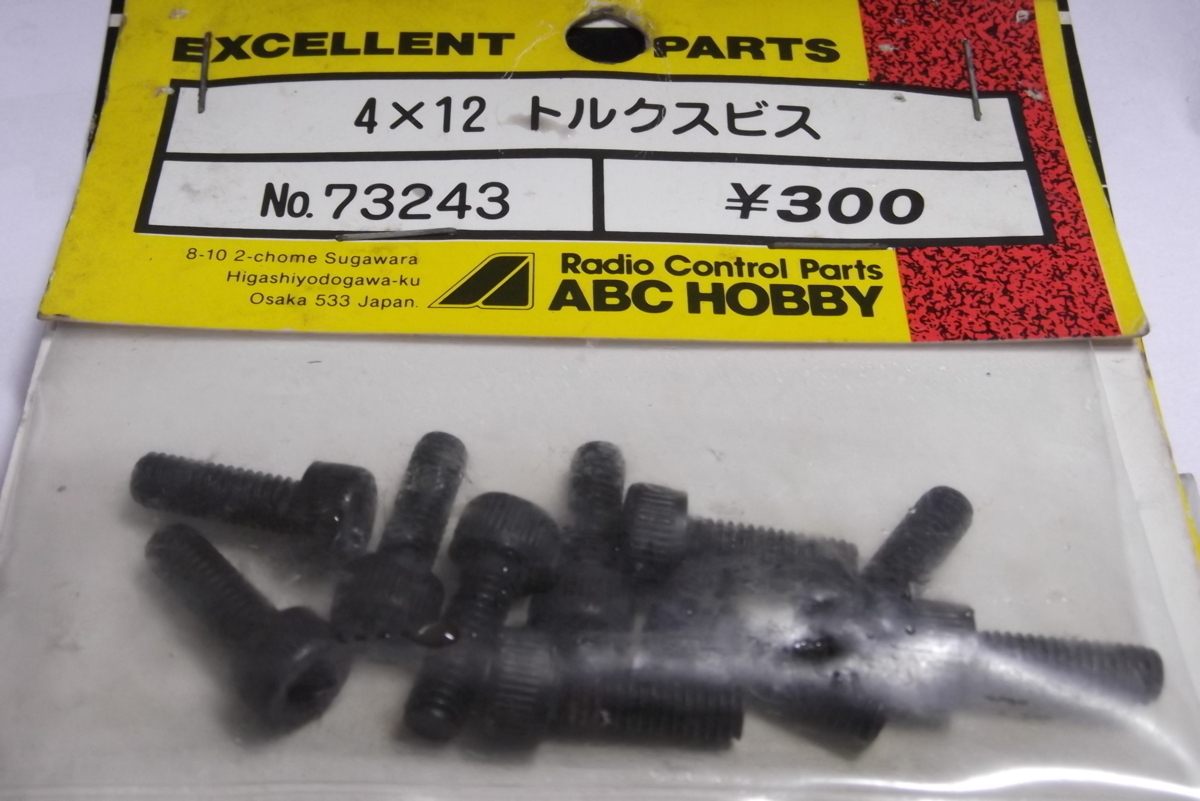 EXCELLENT PARTS
4×12 トルクスビス
No.73243
¥300
8-10 2-chome Sugawara
Higashiyodogawa-ku
Osaka 533 Japan.
Radio Control Parts
ABC HOBBY